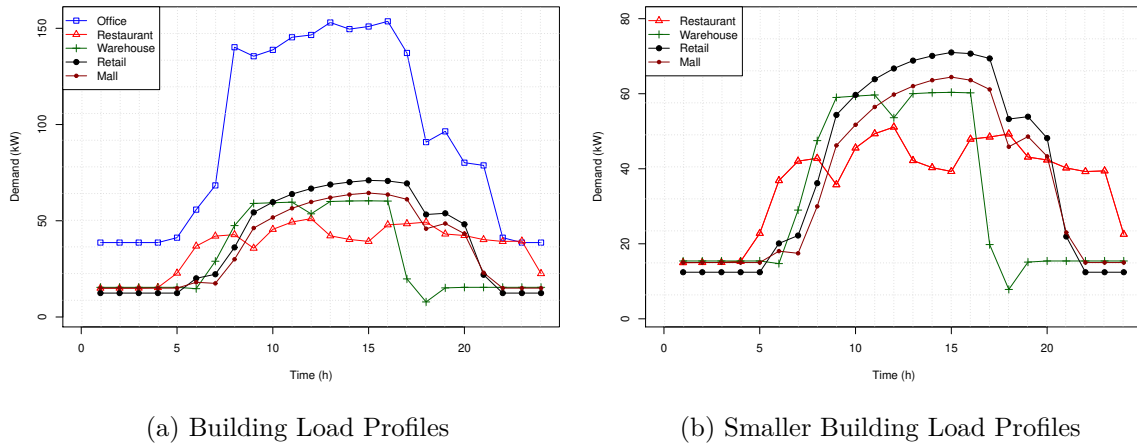 Office
Restaurant
Warehouse
Retail
Mall
0
50
100
150
Demand (kW)
0
5
10
15
20
Time (h)
(a) Building Load Profiles
Restaurant
Warehouse
Retail
Mall
0
20
40
60
80
Demand (kW)
0
5
10
15
20
Time (h)
(b) Smaller Building Load Profiles